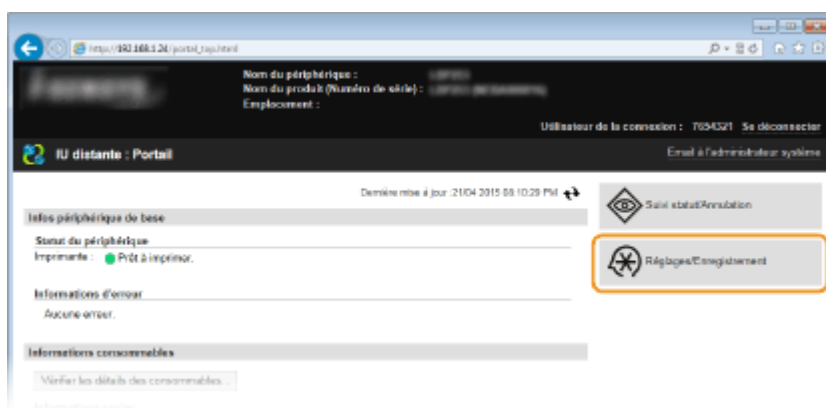 http://192.168.1.24/portal_top.html
Nom du périphérique :
Nom du produit (Numéro de série) :
Emplacement :
Utilisateur de la connexion : 7654321 Se déconnecter
IU distante : Portail
Email à l'administrateur système
Dernière mise à jour :21/04 2015 08:10:29 PM
Suivi statut/Annulation
Infos périphérique de base
Statut du périphérique
Imprimante : Prêt à imprimer.
Réglages/Enregistrement
Informations d'erreur
Aucune erreur.
Informations consommables
Vérifier les détails des consommables...